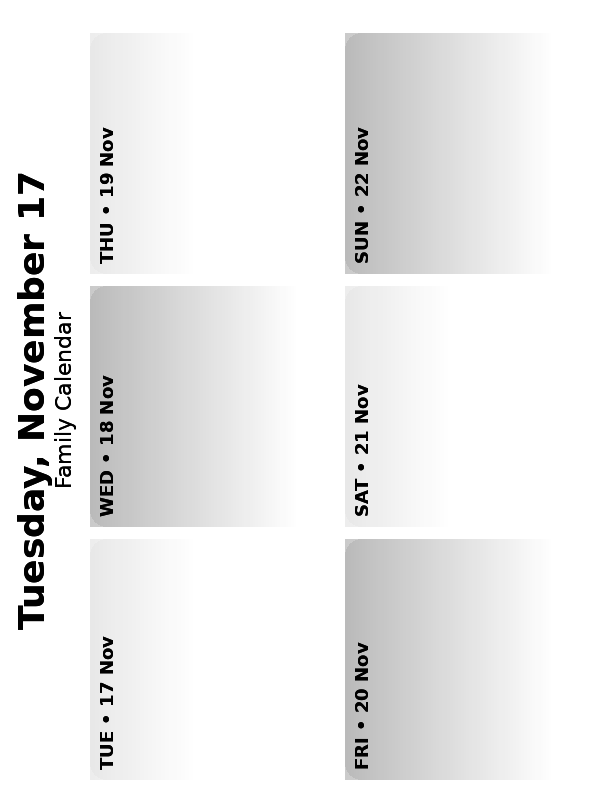 Tuesday, November 17
Family Calendar
TUE • 17 Nov
WED • 18 Nov
THU • 19 Nov
FRI • 20 Nov
SAT • 21 Nov
SUN • 22 Nov